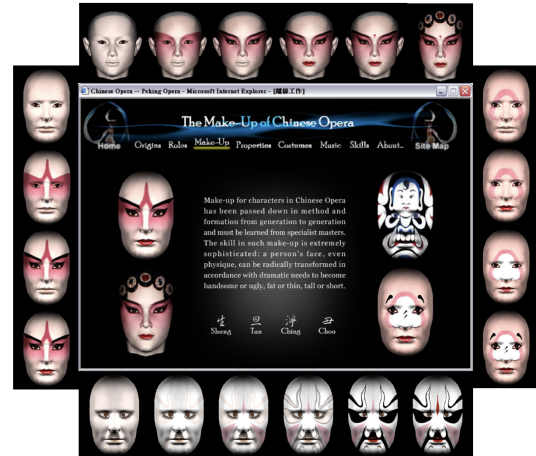 Chinese Opera -- Peking Opera - Microsoft Internet Explorer - [離線工作]
The Make-Up of Chinese Opera
Home Origins Roles Make-Up Properties Costumes Music Skills About... Site Map
Make-up for characters in Chinese Opera
has been passed down in method and
formation from generation to generation
and must be learned from specialist masters.
The skill in such make-up is extremely
sophisticated: a person's face, even
physique, can be radically transformed in
accordance with dramatic needs to become
handsome or ugly, fat or thin, tall or short.
生 旦 淨 丑
Sheng Tan Ching Chou